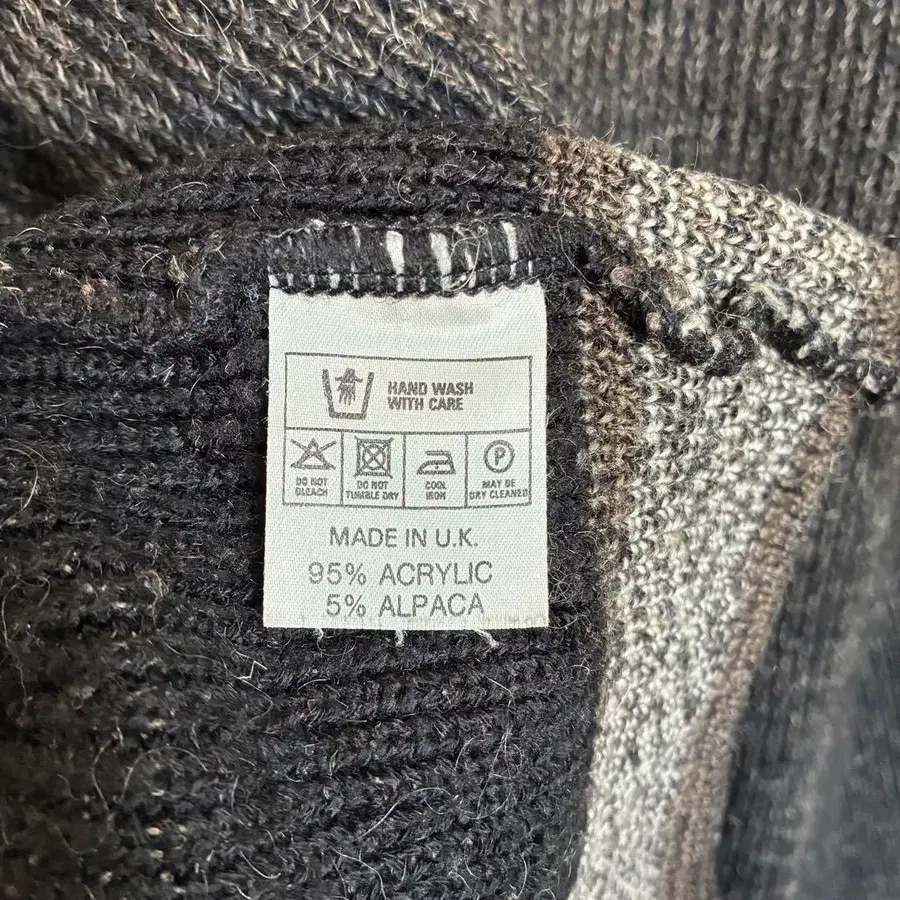 HAND WASH
WITH CARE
DO NOT
BLEACH
DO NOT
TUMBLE DRY
COOL
IRON
P
MAY BE
DRY CLEANED
MADE IN U.K.
95% ACRYLIC
5% ALPACA